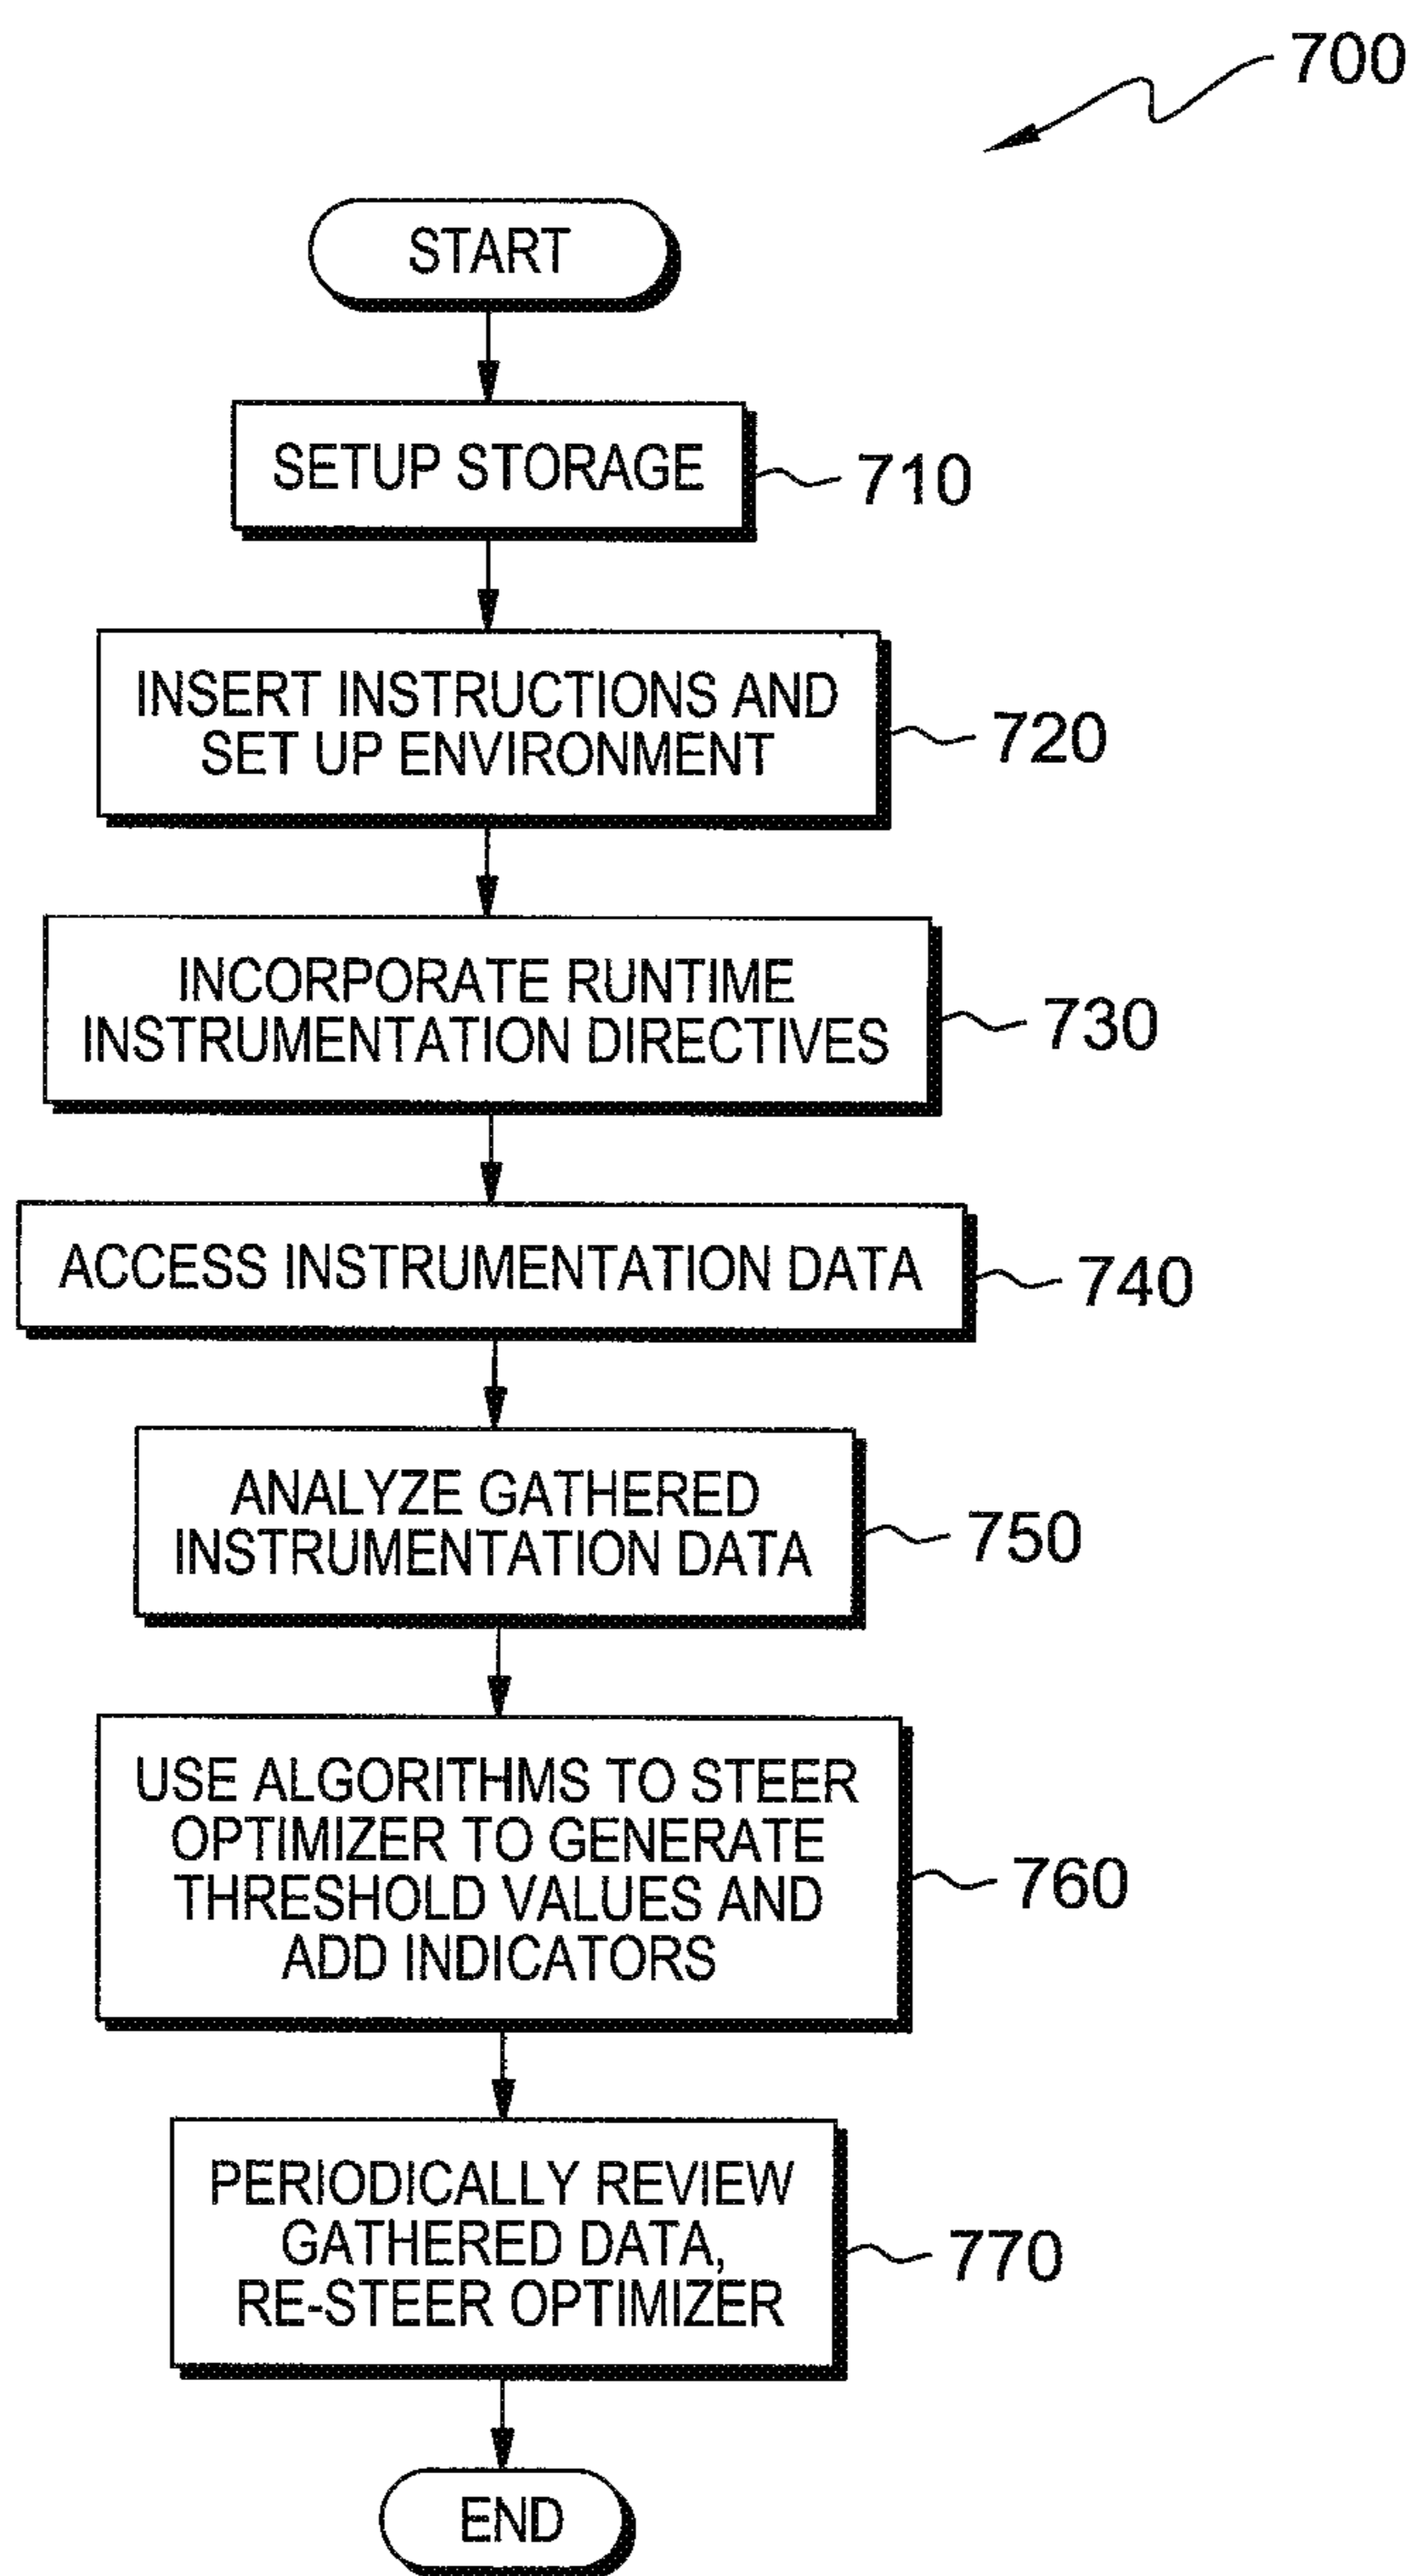 700
START
SETUP STORAGE
710
INSERT INSTRUCTIONS AND
SET UP ENVIRONMENT
720
INCORPORATE RUNTIME
INSTRUMENTATION DIRECTIVES
730
ACCESS INSTRUMENTATION DATA
740
ANALYZE GATHERED
INSTRUMENTATION DATA
750
USE ALGORITHMS TO STEER
OPTIMIZER TO GENERATE
THRESHOLD VALUES AND
ADD INDICATORS
760
PERIODICALLY REVIEW
GATHERED DATA,
RE-STEER OPTIMIZER
770
END